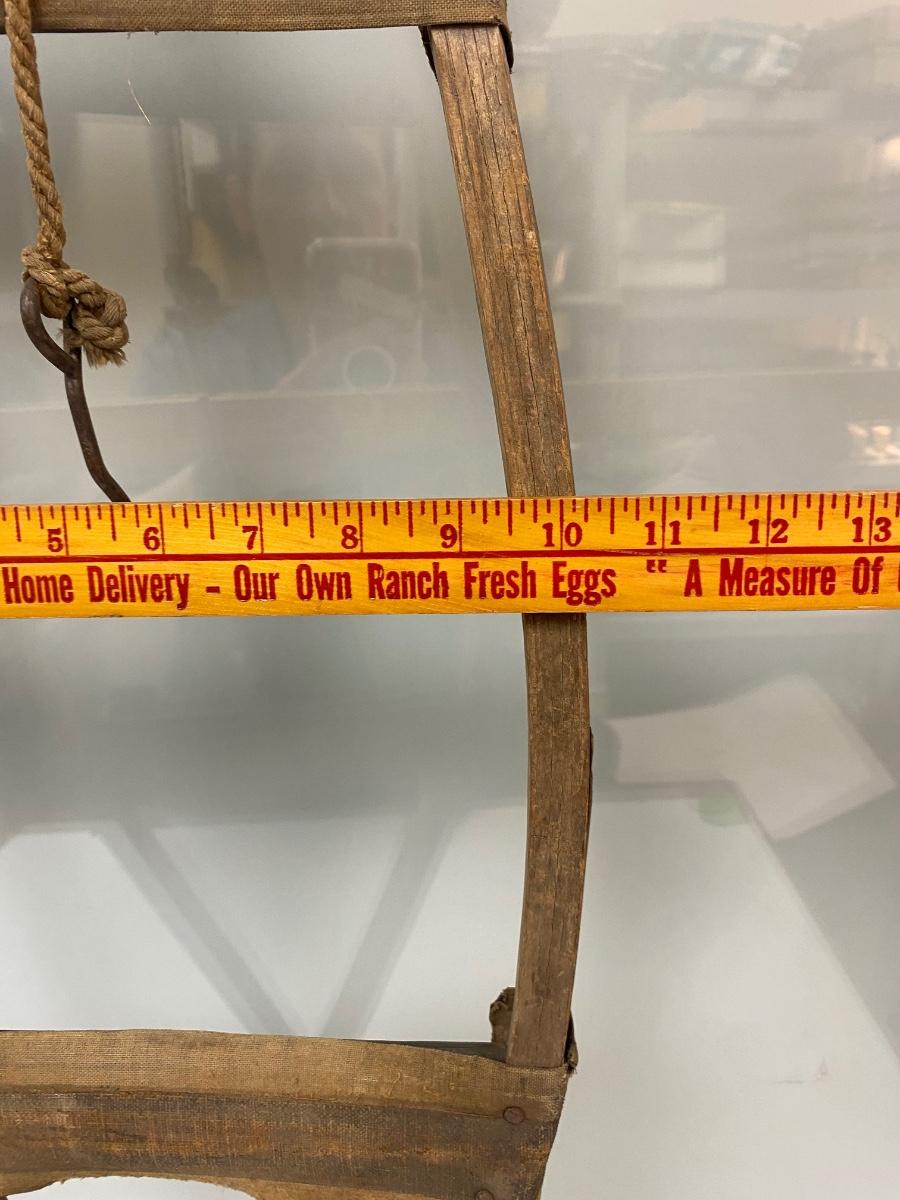 5 6 7 8 9 10 11 12 13
Home Delivery - Our Own Ranch Fresh Eggs " A Measure Of